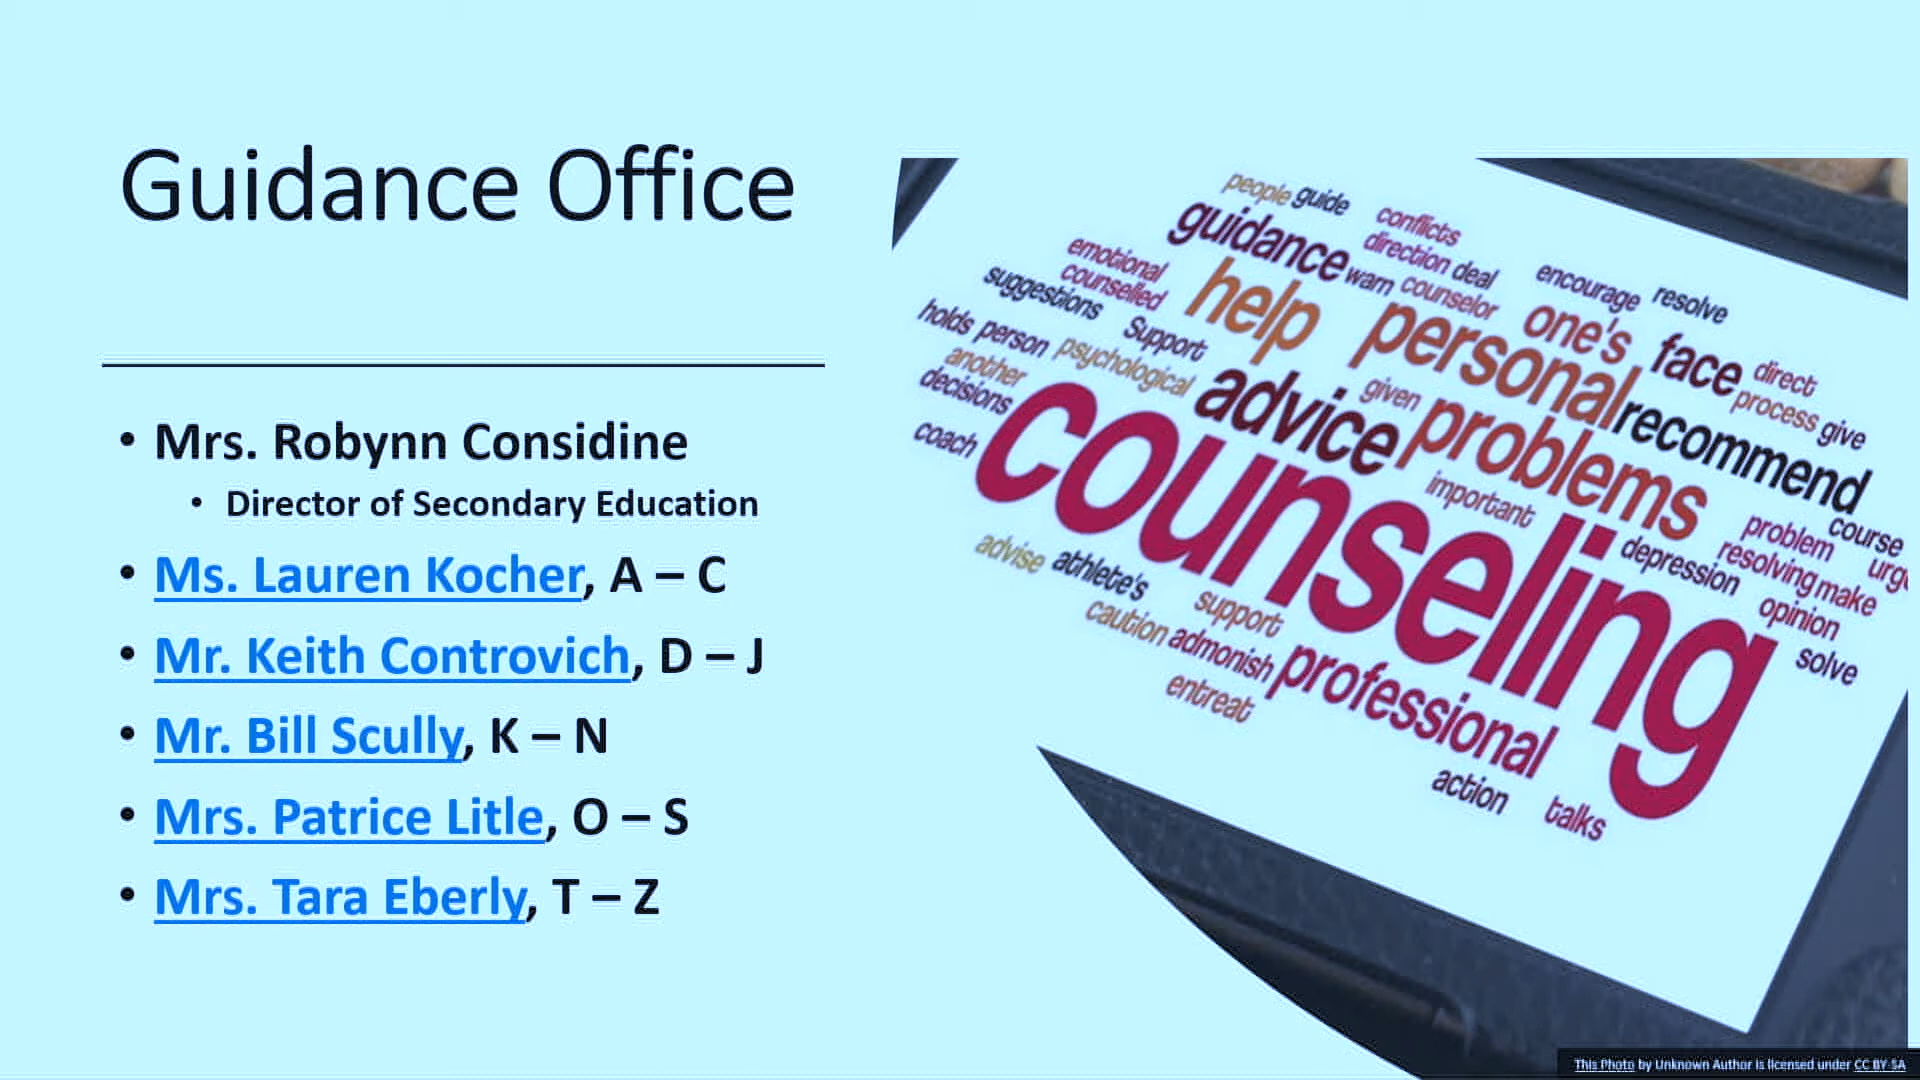 Guidance Office
• Mrs. Robynn Considine
• Director of Secondary Education
• Ms. Lauren Kocher, A – C
• Mr. Keith Controvich, D – J
• Mr. Bill Scully, K – N
• Mrs. Patrice Litle, O – S
• Mrs. Tara Eberly, T – Z
people guide
conflicts
guidance
direction deal
emotional
counselled
warn counselor
encourage resolve
suggestions
help
one's
holds person
Support
personal
face
direct
another
psychological
process give
decisions
advice
given
recommend
coach
counseling
problems
important
problem
course
advise athlete's
depression
resolving make
support
opinion
caution admonish
solve
entreat
professional
action
talks
This Photo by Unknown Author is licensed under CC BY-SA